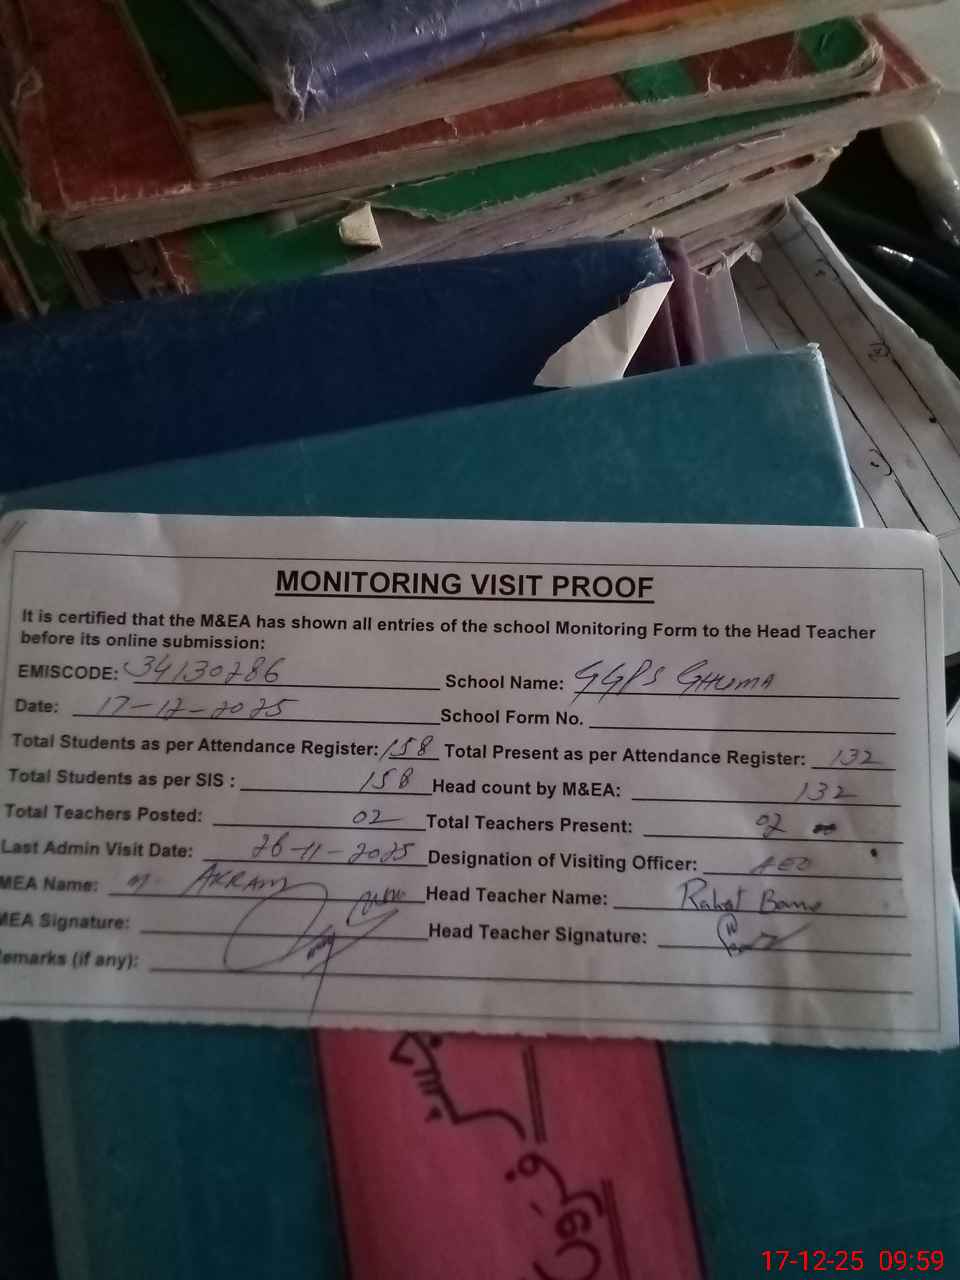 MONITORING VISIT PROOF
It is certified that the M&EA has shown all entries of the school Monitoring Form to the Head Teacher
before its online submission:
EMISCODE: 34130286 School Name: GGPS GHUMA
Date: 17-12-2025 School Form No.
Total Students as per Attendance Register: 158 Total Present as per Attendance Register: 132
Total Students as per SIS : 158 Head count by M&EA: 132
Total Teachers Posted: 02 Total Teachers Present: 02
Last Admin Visit Date: 26-11-2025 Designation of Visiting Officer: AEO
MEA Name: M. AKRAM Head Teacher Name: Rahat Bano
MEA Signature: Head Teacher Signature:
emarks (if any):
17-12-25 09:59